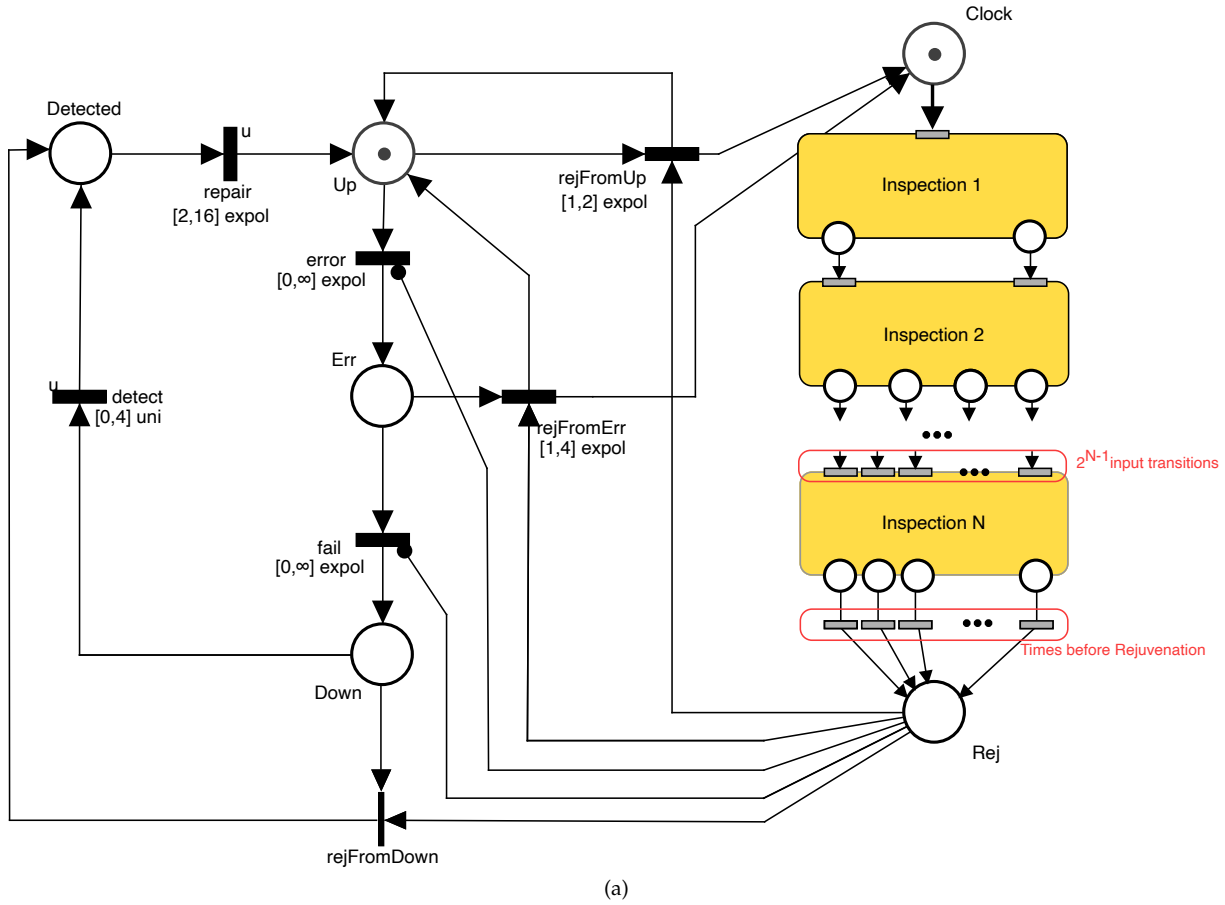 Clock
Detected
u
repair
[2,16] expol
Up
rejFromUp
[1,2] expol
Inspection 1
error
[0,∞] expol
Inspection 2
Err
u
detect
[0,4] uni
rejFromErr
[1,4] expol
2^N-1 input transitions
Inspection N
fail
[0,∞] expol
Times before Rejuvenation
Down
Rej
rejFromDown
(a)